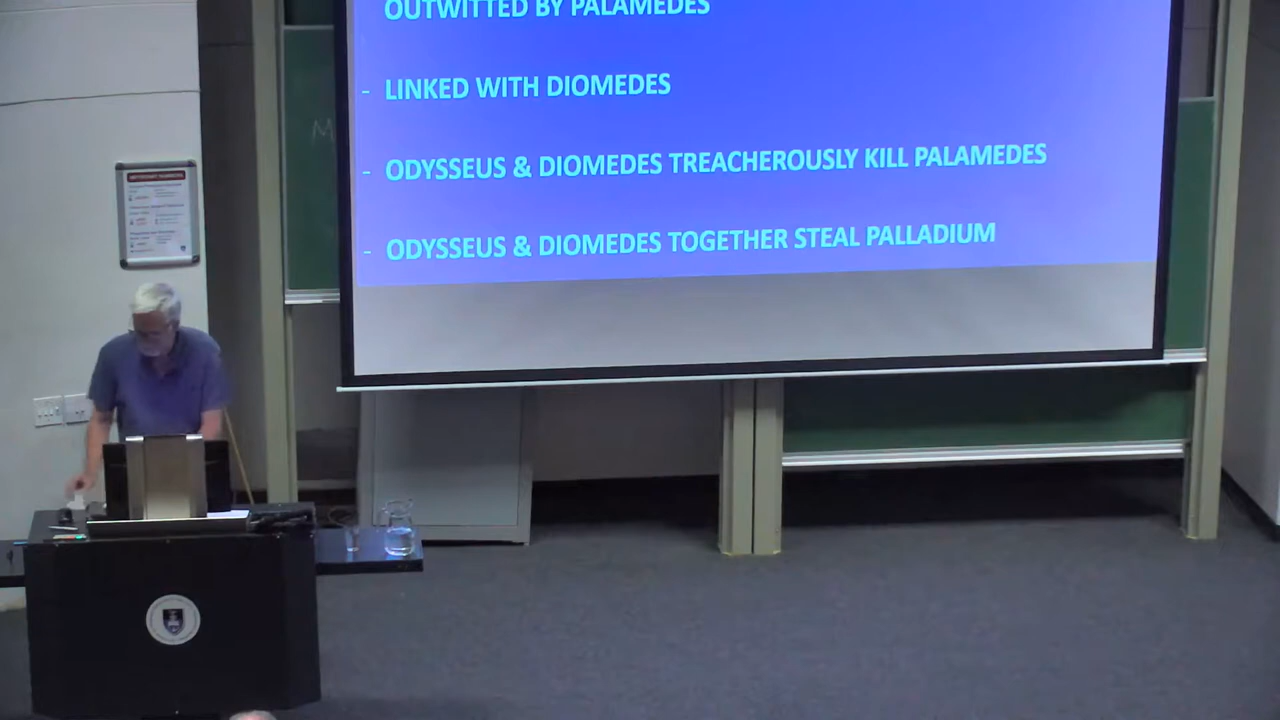 OUTWITTED BY PALAMEDES
- LINKED WITH DIOMEDES
- ODYSSEUS & DIOMEDES TREACHEROUSLY KILL PALAMEDES
- ODYSSEUS & DIOMEDES TOGETHER STEAL PALLADIUM
M